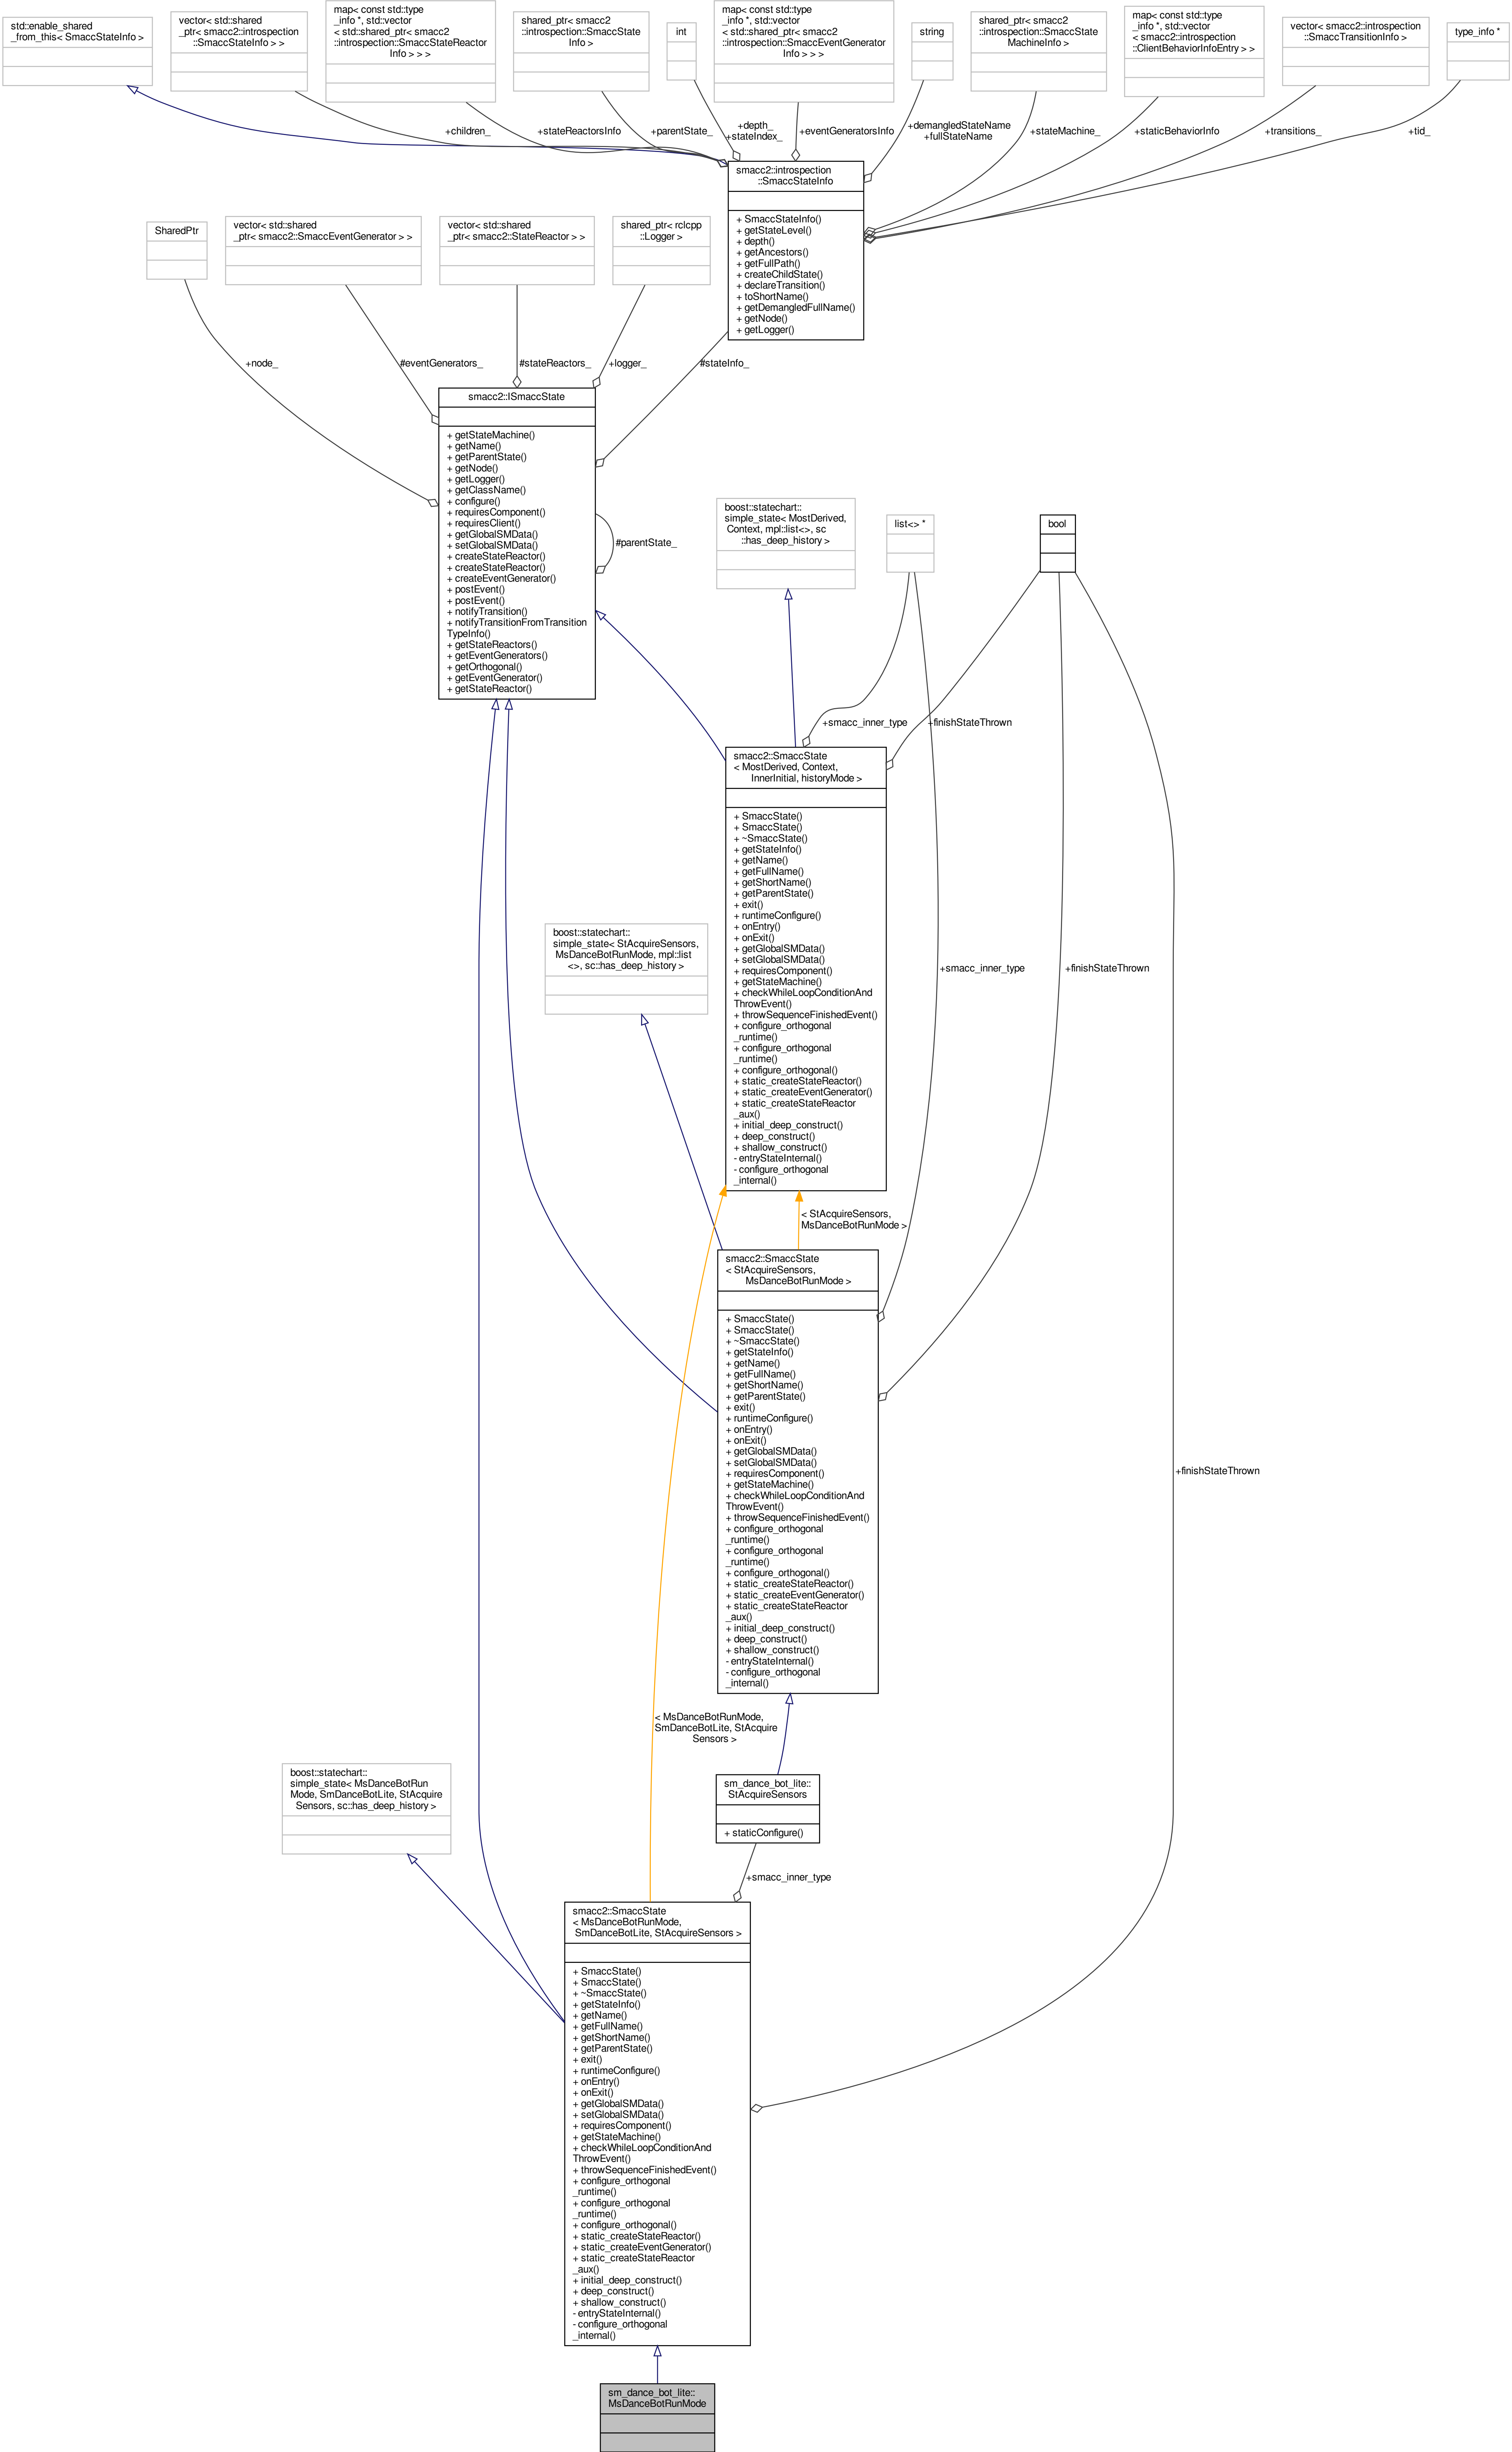 std::enable_shared
_from_this< SmaccStateInfo >
vector< std::shared
_ptr< smacc2::introspection
::SmaccStateInfo > >
map< const std::type
_info *, std::vector
< std::shared_ptr< smacc2
::introspection::SmaccStateReactor
Info > > >
shared_ptr< smacc2
::introspection::SmaccState
Info >
int
map< const std::type
_info *, std::vector
< std::shared_ptr< smacc2
::introspection::SmaccEventGenerator
Info > > >
string
shared_ptr< smacc2
::introspection::SmaccState
MachineInfo >
map< const std::type
_info *, std::vector
< smacc2::introspection
::ClientBehaviorInfoEntry > >
vector< smacc2::introspection
::SmaccTransitionInfo >
type_info *
+children_
+stateReactorsInfo
+parentState_
+depth_
+stateIndex_
+eventGeneratorsInfo
+demangledStateName
+fullStateName
+stateMachine_
+staticBehaviorInfo
+transitions_
+tid_
smacc2::introspection
::SmaccStateInfo
+ SmaccStateInfo()
+ getStateLevel()
+ depth()
+ getAncestors()
+ getFullPath()
+ createChildState()
+ declareTransition()
+ toShortName()
+ getDemangledFullName()
+ getNode()
+ getLogger()
SharedPtr
vector< std::shared
_ptr< smacc2::SmaccEventGenerator > >
vector< std::shared
_ptr< smacc2::StateReactor > >
shared_ptr< rclcpp
::Logger >
+node_
#eventGenerators_
#stateReactors_
+logger_
#stateInfo_
smacc2::ISmaccState
+ getStateMachine()
+ getName()
+ getParentState()
+ getNode()
+ getLogger()
+ getClassName()
+ configure()
+ requiresComponent()
+ requiresClient()
+ getGlobalSMData()
+ setGlobalSMData()
+ createStateReactor()
+ createStateReactor()
+ createEventGenerator()
+ postEvent()
+ postEvent()
+ notifyTransition()
+ notifyTransitionFromTransition
TypeInfo()
+ getStateReactors()
+ getEventGenerators()
+ getOrthogonal()
+ getEventGenerator()
+ getStateReactor()
#parentState_
boost::statechart::
simple_state< MostDerived,
Context, mpl::list<>, sc
::has_deep_history >
list<> *
bool
+smacc_inner_type
+finishStateThrown
smacc2::SmaccState
< MostDerived, Context,
InnerInitial, historyMode >
+ SmaccState()
+ SmaccState()
+ ~SmaccState()
+ getStateInfo()
+ getName()
+ getFullName()
+ getShortName()
+ getParentState()
+ exit()
+ runtimeConfigure()
+ onEntry()
+ onExit()
+ getGlobalSMData()
+ setGlobalSMData()
+ requiresComponent()
+ getStateMachine()
+ checkWhileLoopConditionAnd
ThrowEvent()
+ throwSequenceFinishedEvent()
+ configure_orthogonal
_runtime()
+ configure_orthogonal
_runtime()
+ configure_orthogonal()
+ static_createStateReactor()
+ static_createEventGenerator()
+ static_createStateReactor
_aux()
+ initial_deep_construct()
+ deep_construct()
+ shallow_construct()
- entryStateInternal()
- configure_orthogonal
_internal()
boost::statechart::
simple_state< StAcquireSensors,
MsDanceBotRunMode, mpl::list
<>, sc::has_deep_history >
+smacc_inner_type
+finishStateThrown
< StAcquireSensors,
MsDanceBotRunMode >
smacc2::SmaccState
< StAcquireSensors,
MsDanceBotRunMode >
+ SmaccState()
+ SmaccState()
+ ~SmaccState()
+ getStateInfo()
+ getName()
+ getFullName()
+ getShortName()
+ getParentState()
+ exit()
+ runtimeConfigure()
+ onEntry()
+ onExit()
+ getGlobalSMData()
+ setGlobalSMData()
+ requiresComponent()
+ getStateMachine()
+ checkWhileLoopConditionAnd
ThrowEvent()
+ throwSequenceFinishedEvent()
+ configure_orthogonal
_runtime()
+ configure_orthogonal
_runtime()
+ configure_orthogonal()
+ static_createStateReactor()
+ static_createEventGenerator()
+ static_createStateReactor
_aux()
+ initial_deep_construct()
+ deep_construct()
+ shallow_construct()
- entryStateInternal()
- configure_orthogonal
_internal()
+finishStateThrown
< MsDanceBotRunMode,
SmDanceBotLite, StAcquire
Sensors >
boost::statechart::
simple_state< MsDanceBotRun
Mode, SmDanceBotLite, StAcquire
Sensors, sc::has_deep_history >
sm_dance_bot_lite::
StAcquireSensors
+ staticConfigure()
+smacc_inner_type
smacc2::SmaccState
< MsDanceBotRunMode,
SmDanceBotLite, StAcquireSensors >
+ SmaccState()
+ SmaccState()
+ ~SmaccState()
+ getStateInfo()
+ getName()
+ getFullName()
+ getShortName()
+ getParentState()
+ exit()
+ runtimeConfigure()
+ onEntry()
+ onExit()
+ getGlobalSMData()
+ setGlobalSMData()
+ requiresComponent()
+ getStateMachine()
+ checkWhileLoopConditionAnd
ThrowEvent()
+ throwSequenceFinishedEvent()
+ configure_orthogonal
_runtime()
+ configure_orthogonal
_runtime()
+ configure_orthogonal()
+ static_createStateReactor()
+ static_createEventGenerator()
+ static_createStateReactor
_aux()
+ initial_deep_construct()
+ deep_construct()
+ shallow_construct()
- entryStateInternal()
- configure_orthogonal
_internal()
sm_dance_bot_lite::
MsDanceBotRunMode